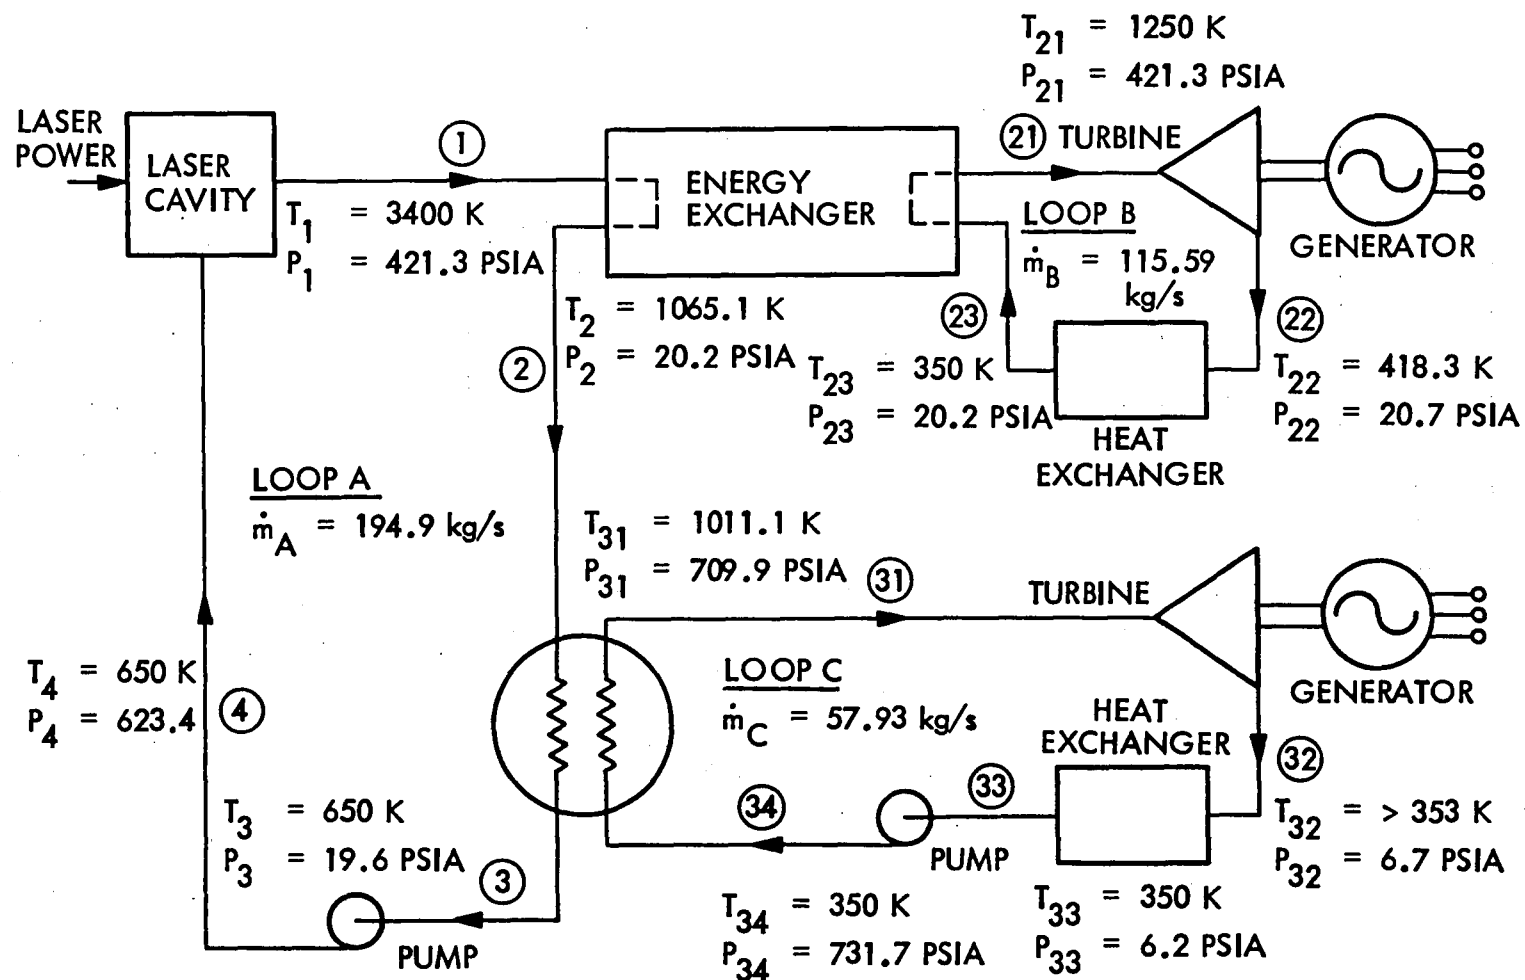 T21 = 1250 K
P21 = 421.3 PSIA
LASER
POWER
LASER
CAVITY
1
T1 = 3400 K
P1 = 421.3 PSIA
ENERGY
EXCHANGER
21
TURBINE
LOOP B
ṁB = 115.59
kg/s
GENERATOR
T2 = 1065.1 K
P2 = 20.2 PSIA
2
23
T23 = 350 K
P23 = 20.2 PSIA
22
T22 = 418.3 K
P22 = 20.7 PSIA
HEAT
EXCHANGER
LOOP A
ṁA = 194.9 kg/s
T31 = 1011.1 K
P31 = 709.9 PSIA
31
TURBINE
GENERATOR
T4 = 650 K
P4 = 623.4
4
LOOP C
ṁC = 57.93 kg/s
HEAT
EXCHANGER
32
T32 = > 353 K
P32 = 6.7 PSIA
T3 = 650 K
P3 = 19.6 PSIA
3
PUMP
34
33
PUMP
T34 = 350 K
P34 = 731.7 PSIA
T33 = 350 K
P33 = 6.2 PSIA